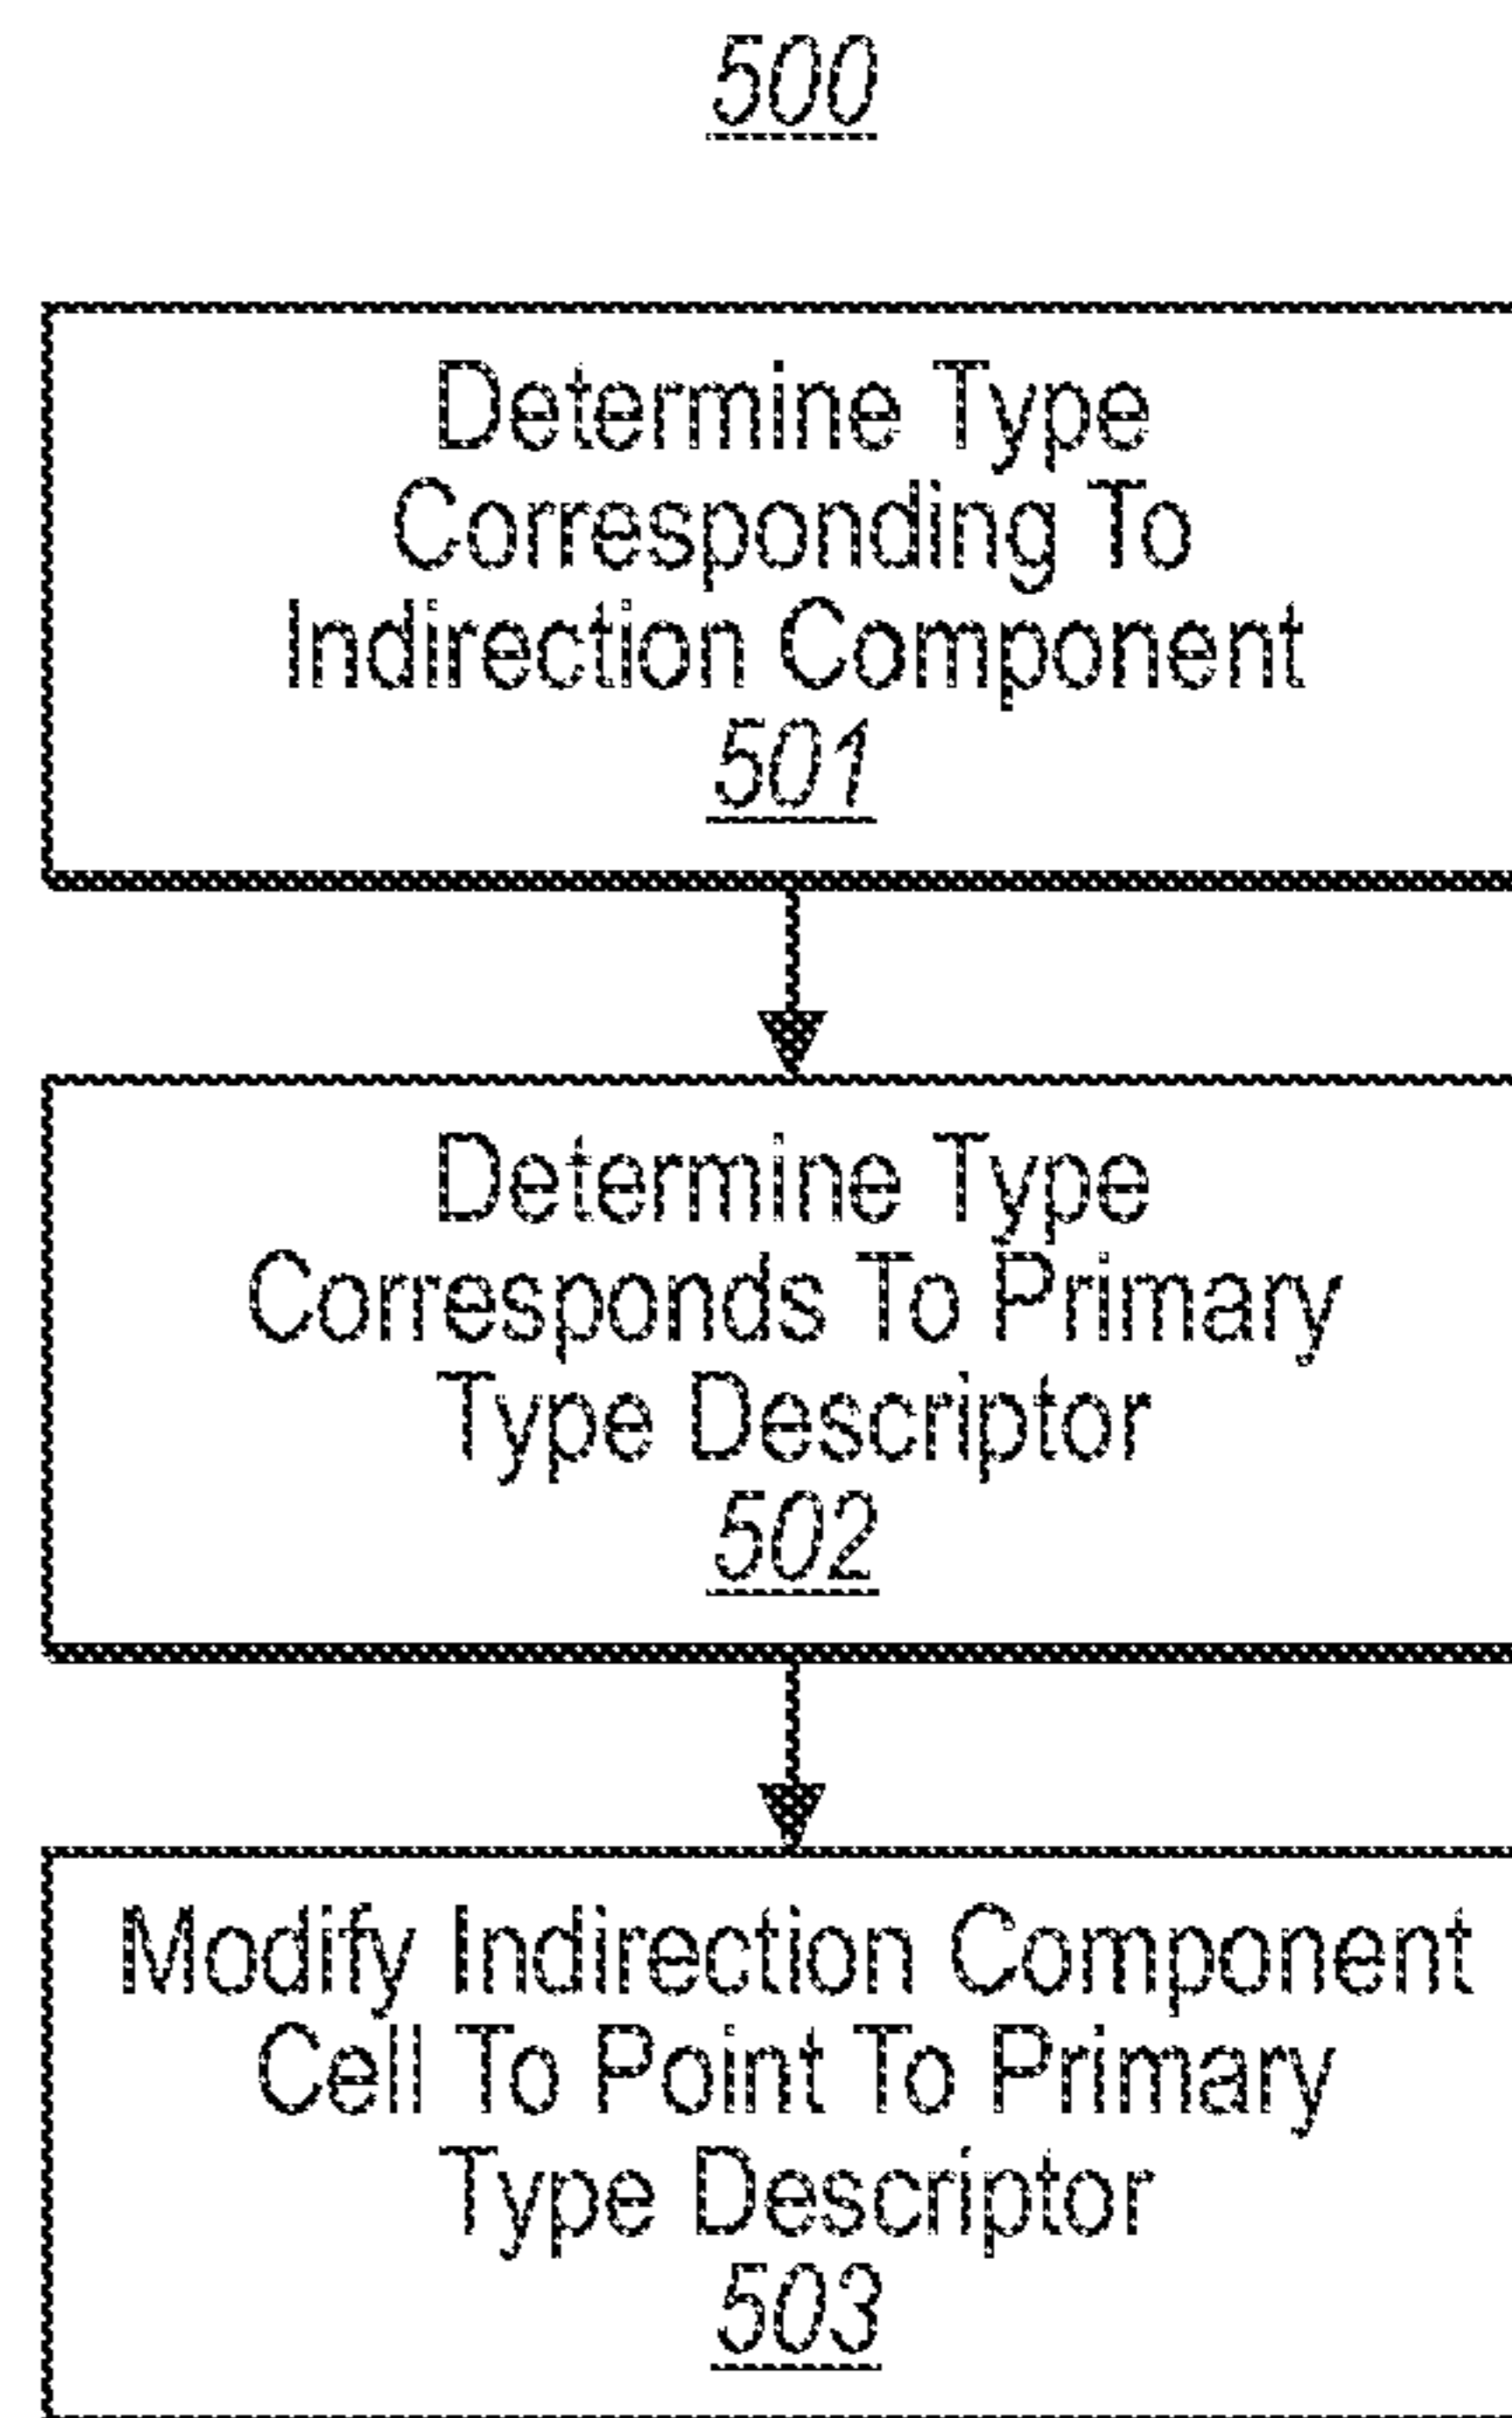 500
Determine Type
Corresponding To
Indirection Component
501
Determine Type
Corresponds To Primary
Type Descriptor
502
Modify Indirection Component
Cell To Point To Primary
Type Descriptor
503